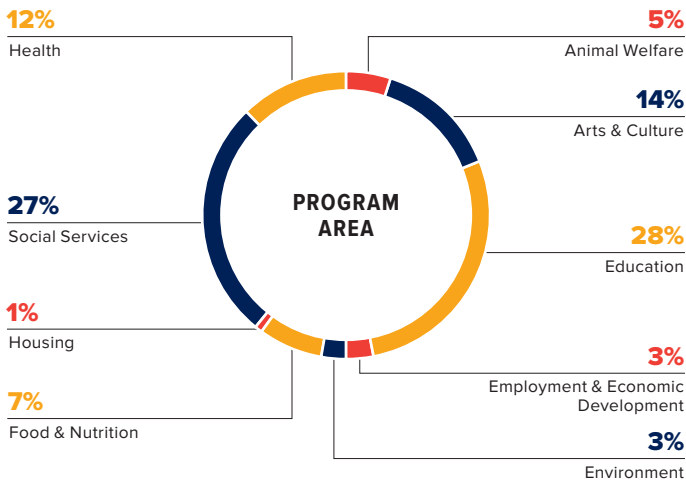 12%
Health
5%
Animal Welfare
14%
Arts & Culture
27%
Social Services
PROGRAM
AREA
28%
Education
1%
Housing
3%
Employment & Economic
Development
7%
Food & Nutrition
3%
Environment